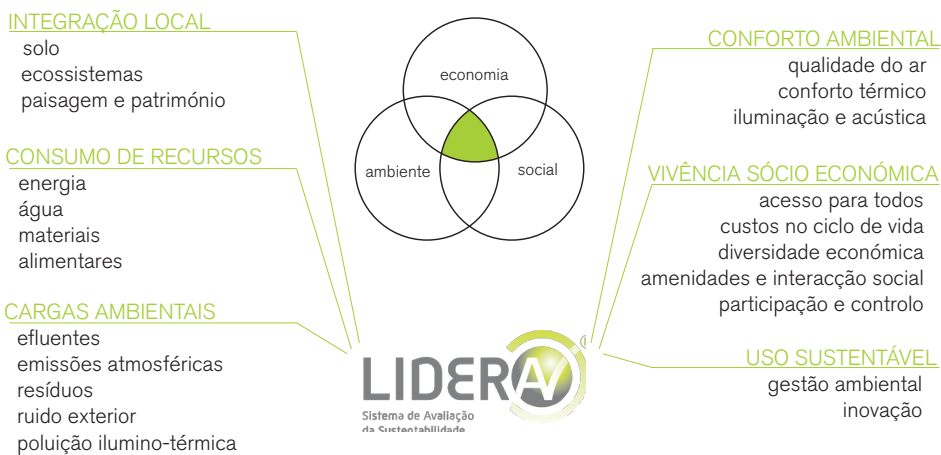 INTEGRAÇÃO LOCAL
solo
ecossistemas
paisagem e património
CONSUMO DE RECURSOS
energia
água
materiais
alimentares
CARGAS AMBIENTAIS
efluentes
emissões atmosféricas
resíduos
ruido exterior
poluição ilumino-térmica
economia
ambiente
social
LIDERA
Sistema de Avaliação
da Sustentabilidade
CONFORTO AMBIENTAL
qualidade do ar
conforto térmico
iluminação e acústica
VIVÊNCIA SÓCIO ECONÓMICA
acesso para todos
custos no ciclo de vida
diversidade económica
amenidades e interacção social
participação e controlo
USO SUSTENTÁVEL
gestão ambiental
inovação